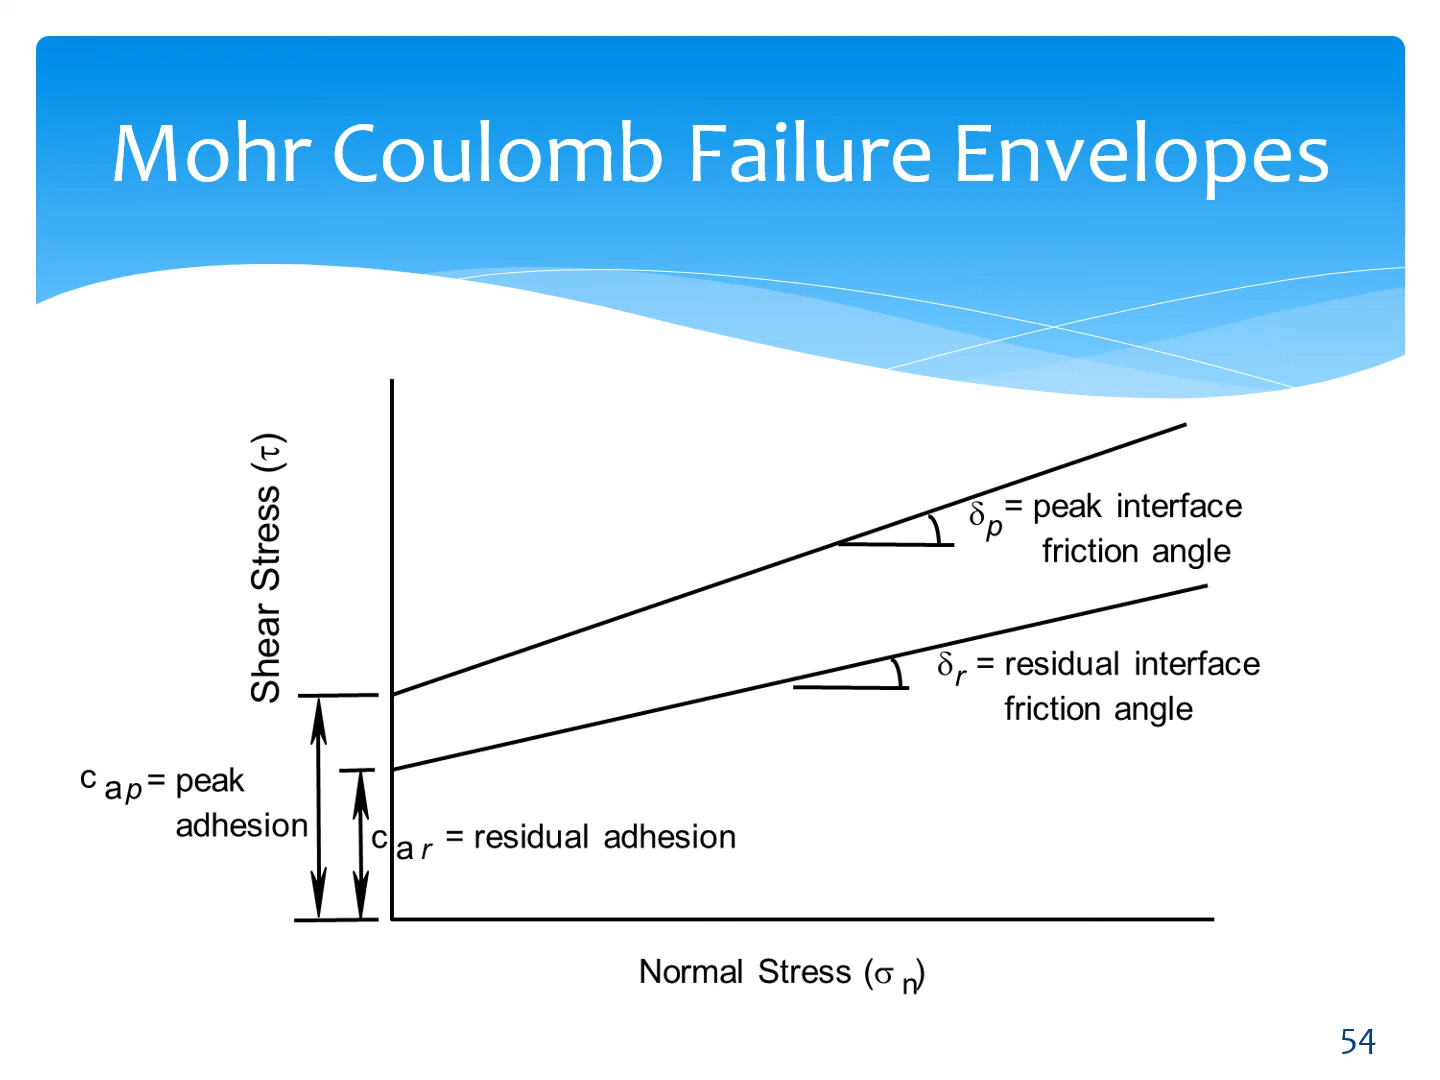 Mohr Coulomb Failure Envelopes
Shear Stress (τ)
δp = peak interface
friction angle
δr = residual interface
friction angle
c ap = peak
adhesion
c a r = residual adhesion
Normal Stress (σ n)
54